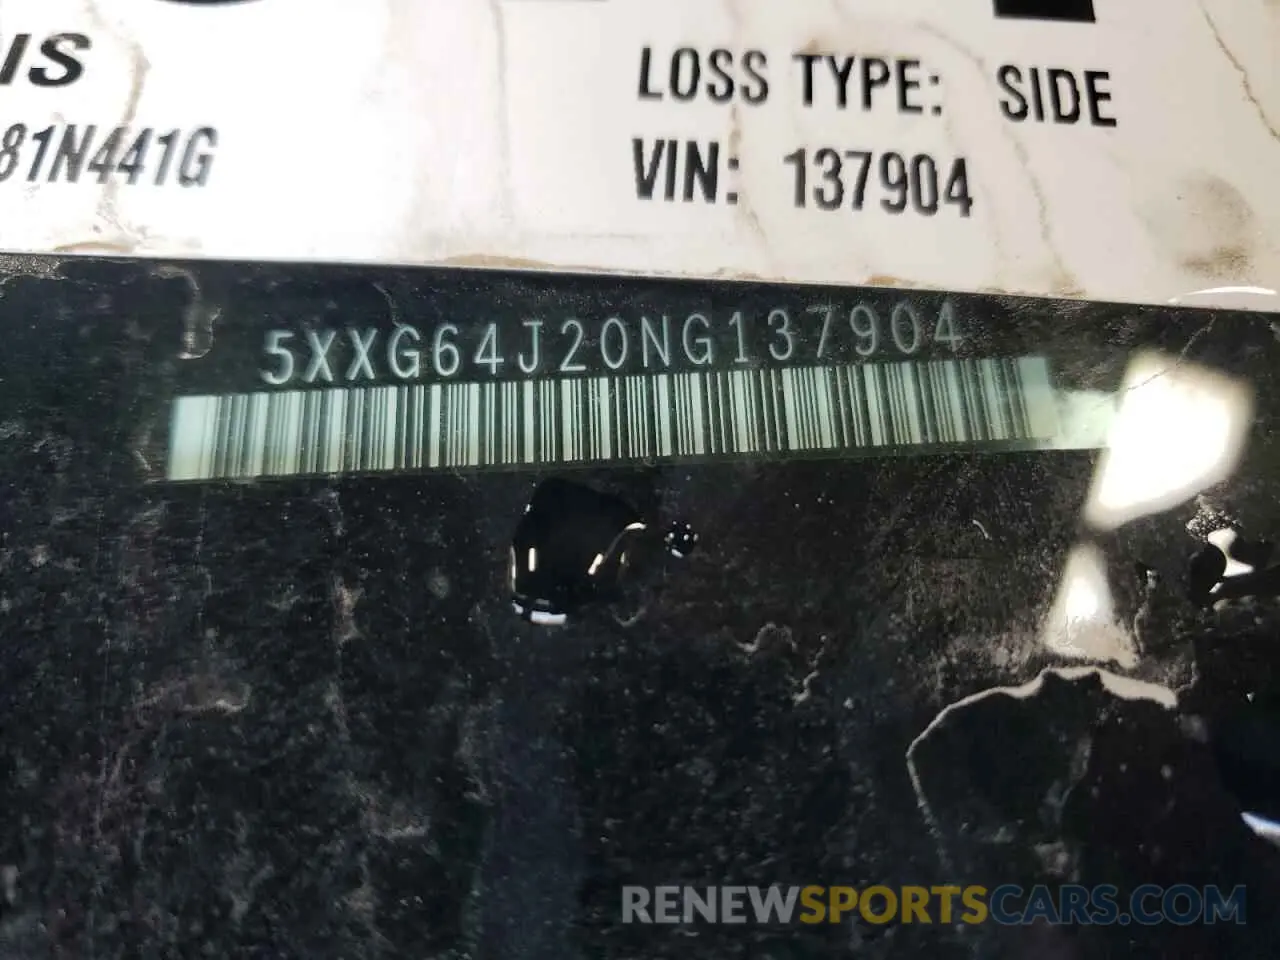 IS
LOSS TYPE: SIDE
81N441G
VIN: 137904
5XXG64J20NG137904
RENEWSPORTSCARS.COM